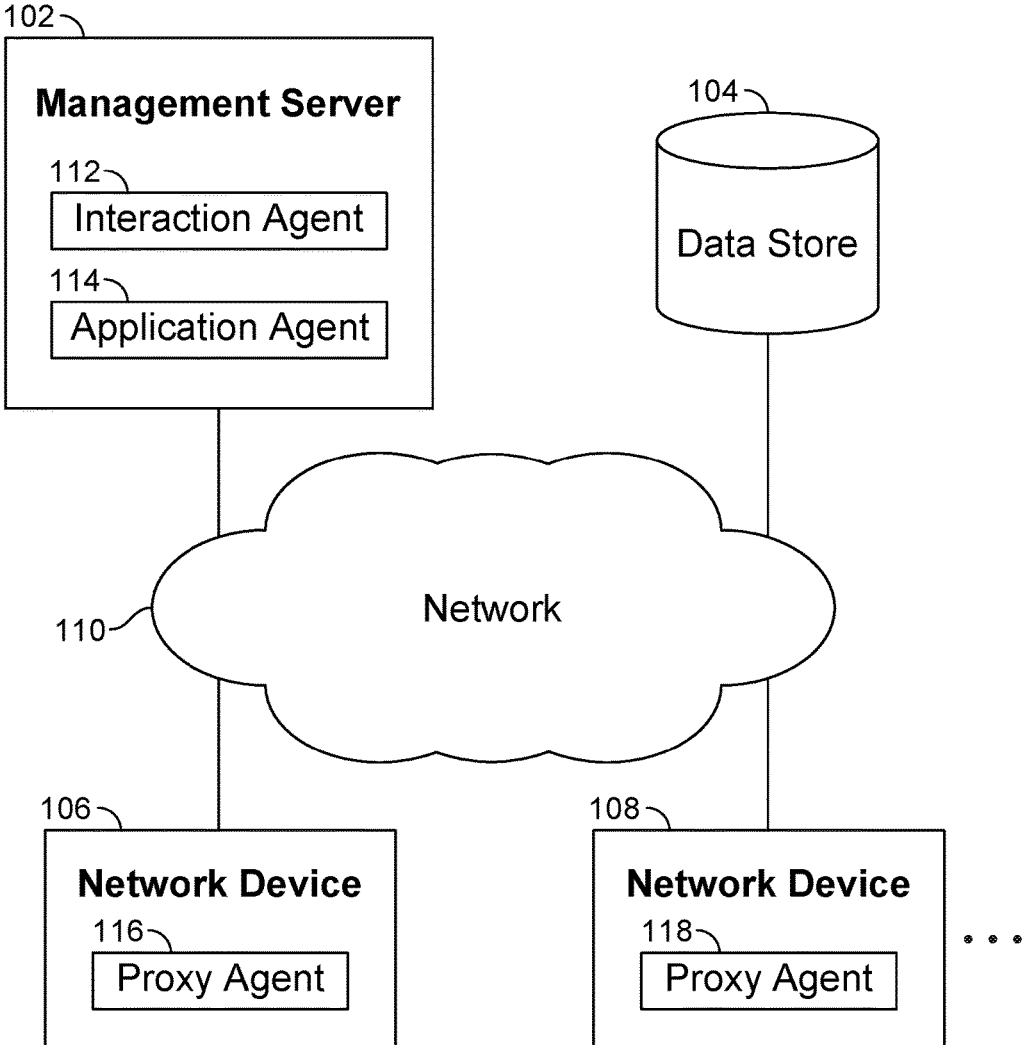 102
Management Server
104
112
Interaction Agent
Data Store
114
Application Agent
Network
110
106
108
Network Device
Network Device
116
118
Proxy Agent
Proxy Agent